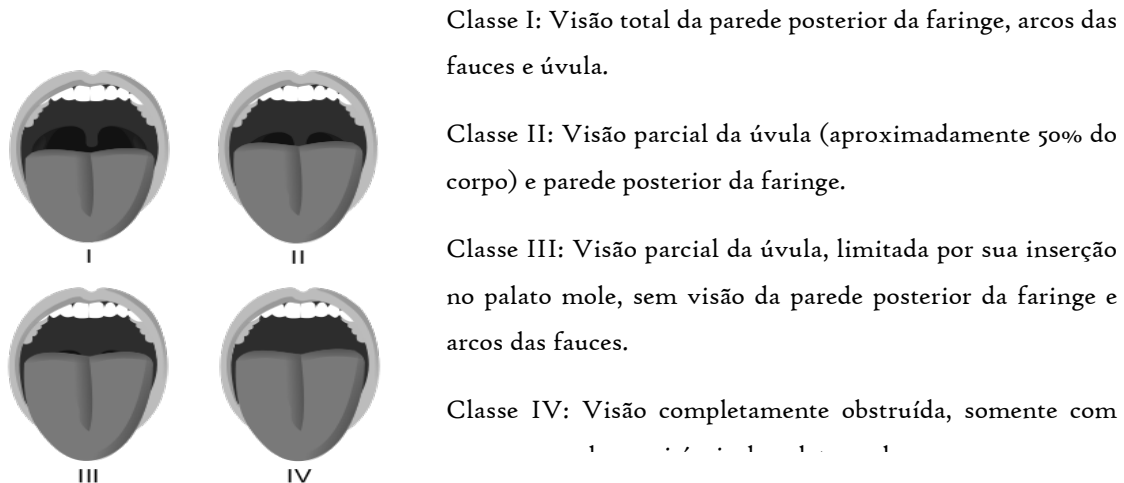 Classe I: Visão total da parede posterior da faringe, arcos das
fauces e úvula.
Classe II: Visão parcial da úvula (aproximadamente 50% do
corpo) e parede posterior da faringe.
Classe III: Visão parcial da úvula, limitada por sua inserção
no palato mole, sem visão da parede posterior da faringe e
arcos das fauces.
Classe IV: Visão completamente obstruída, somente com
I
II
III
IV